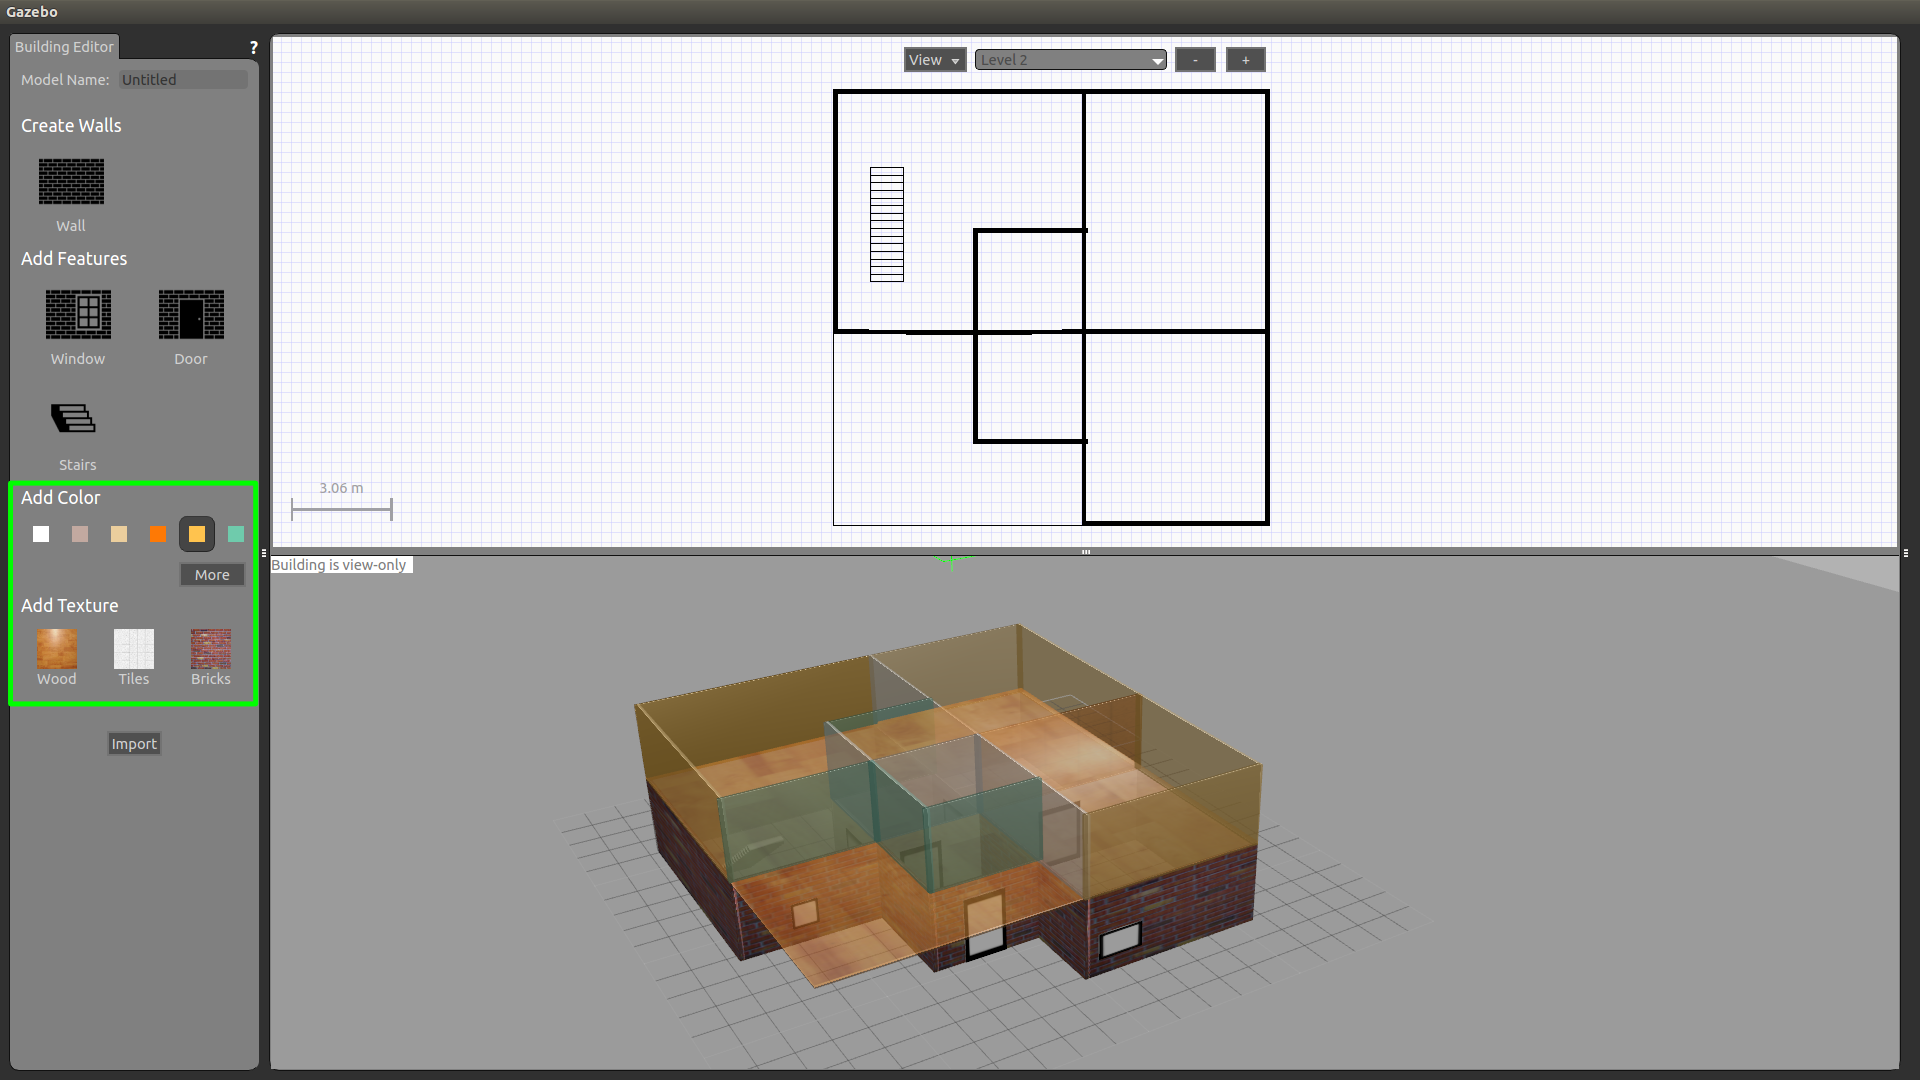 Gazebo
Building Editor ?
Model Name: Untitled
Create Walls
Wall
Add Features
Window Door
Stairs
Add Color
More
Add Texture
Wood Tiles Bricks
Import
View Level 2 - +
3.06 m
Building is view-only